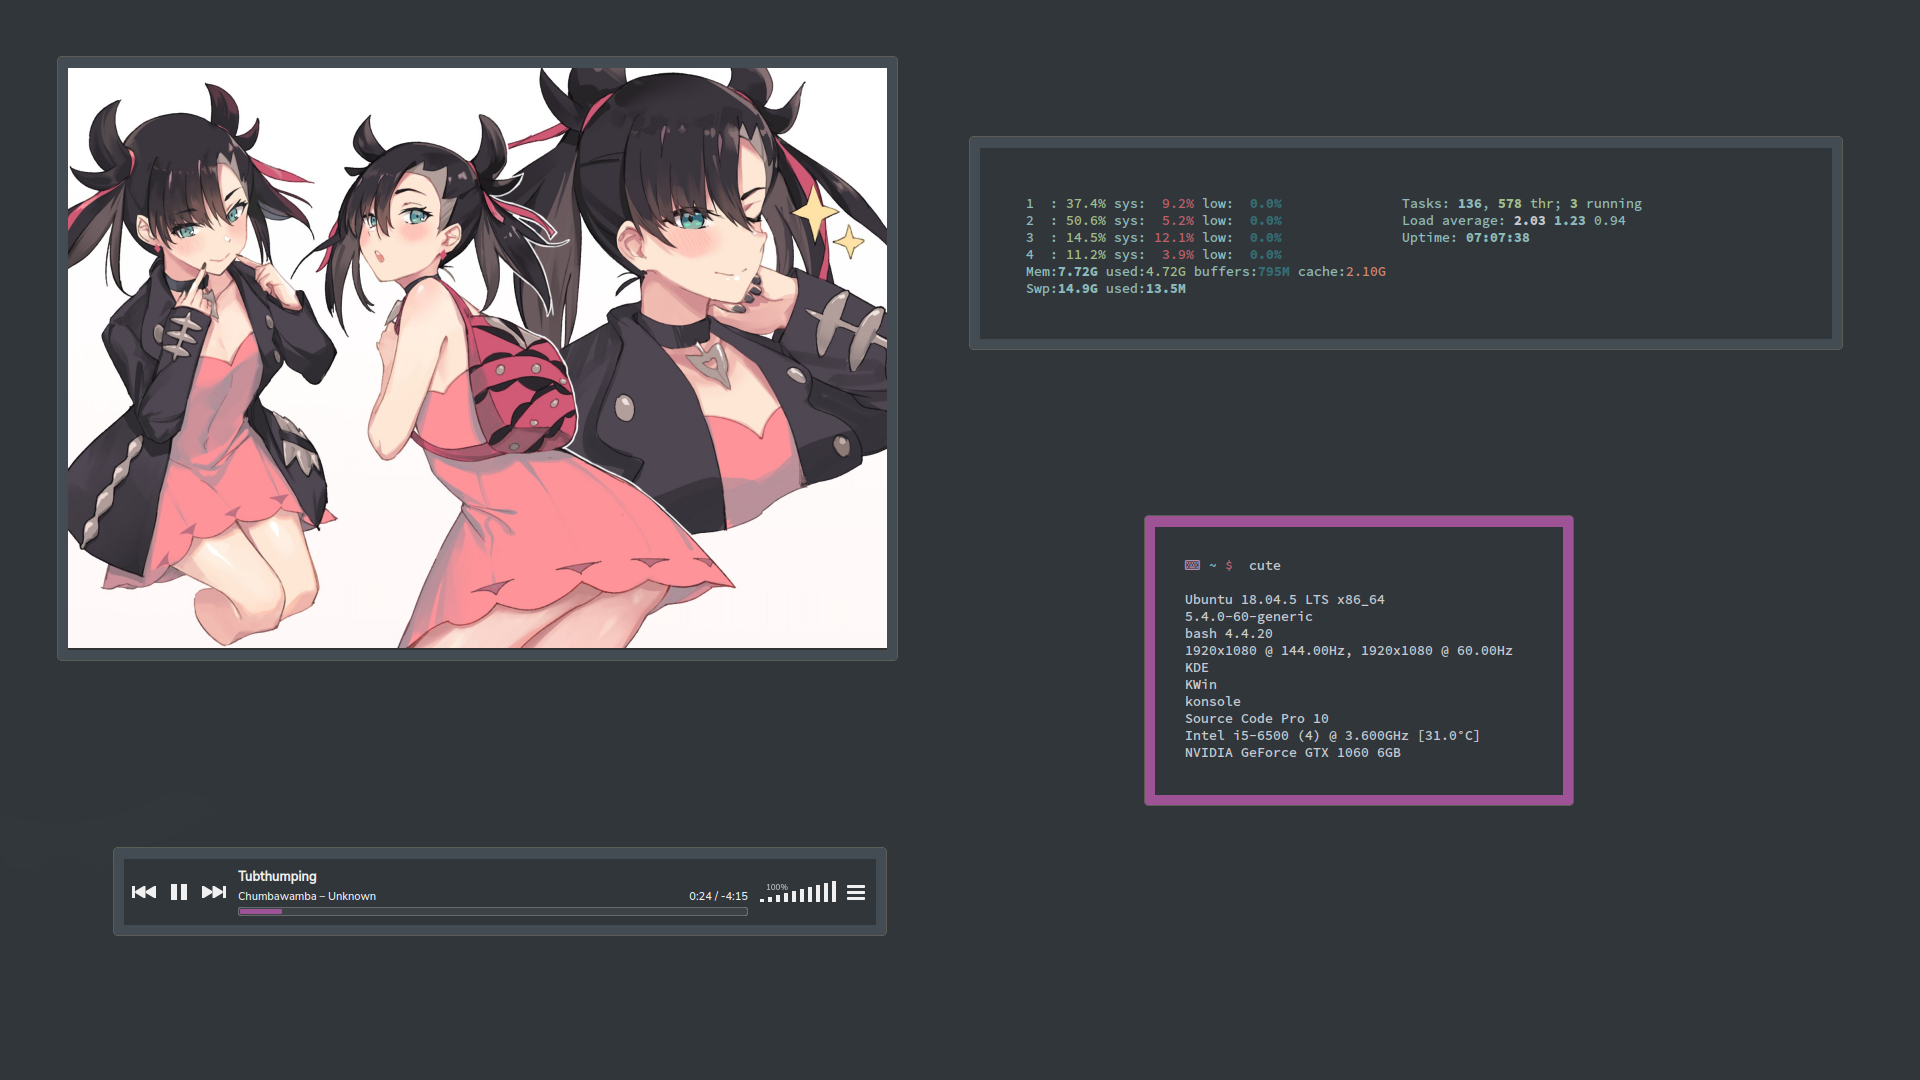 1  : 37.4% sys:  9.2% low:  0.0%
2  : 50.6% sys:  5.2% low:  0.0%
3  : 14.5% sys: 12.1% low:  0.0%
4  : 11.2% sys:  3.9% low:  0.0%
Mem:7.72G used:4.72G buffers:795M cache:2.10G
Swp:14.9G used:13.5M
Tasks: 136, 578 thr; 3 running
Load average: 2.03 1.23 0.94
Uptime: 07:07:38
~ $ cute
Ubuntu 18.04.5 LTS x86_64
5.4.0-60-generic
bash 4.4.20
1920x1080 @ 144.00Hz, 1920x1080 @ 60.00Hz
KDE
KWin
konsole
Source Code Pro 10
Intel i5-6500 (4) @ 3.600GHz [31.0°C]
NVIDIA GeForce GTX 1060 6GB
Tubthumping
Chumbawamba – Unknown
0:24 / -4:15
100%